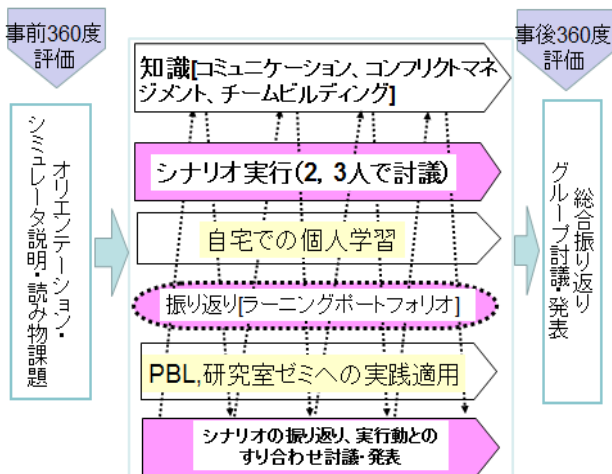 事前360度
評価
オリエンテーション・
シミュレータ説明・読み物課題
知識[コミュニケーション、コンフリクトマネ
ジメント、チームビルディング]
シナリオ実行(2, 3人で討議)
自宅での個人学習
振り返り[ラーニングポートフォリオ]
PBL,研究室ゼミへの実践適用
シナリオの振り返り、実行動との
すり合わせ討議・発表
事後360度
評価
総合振り返り
グループ討議・発表